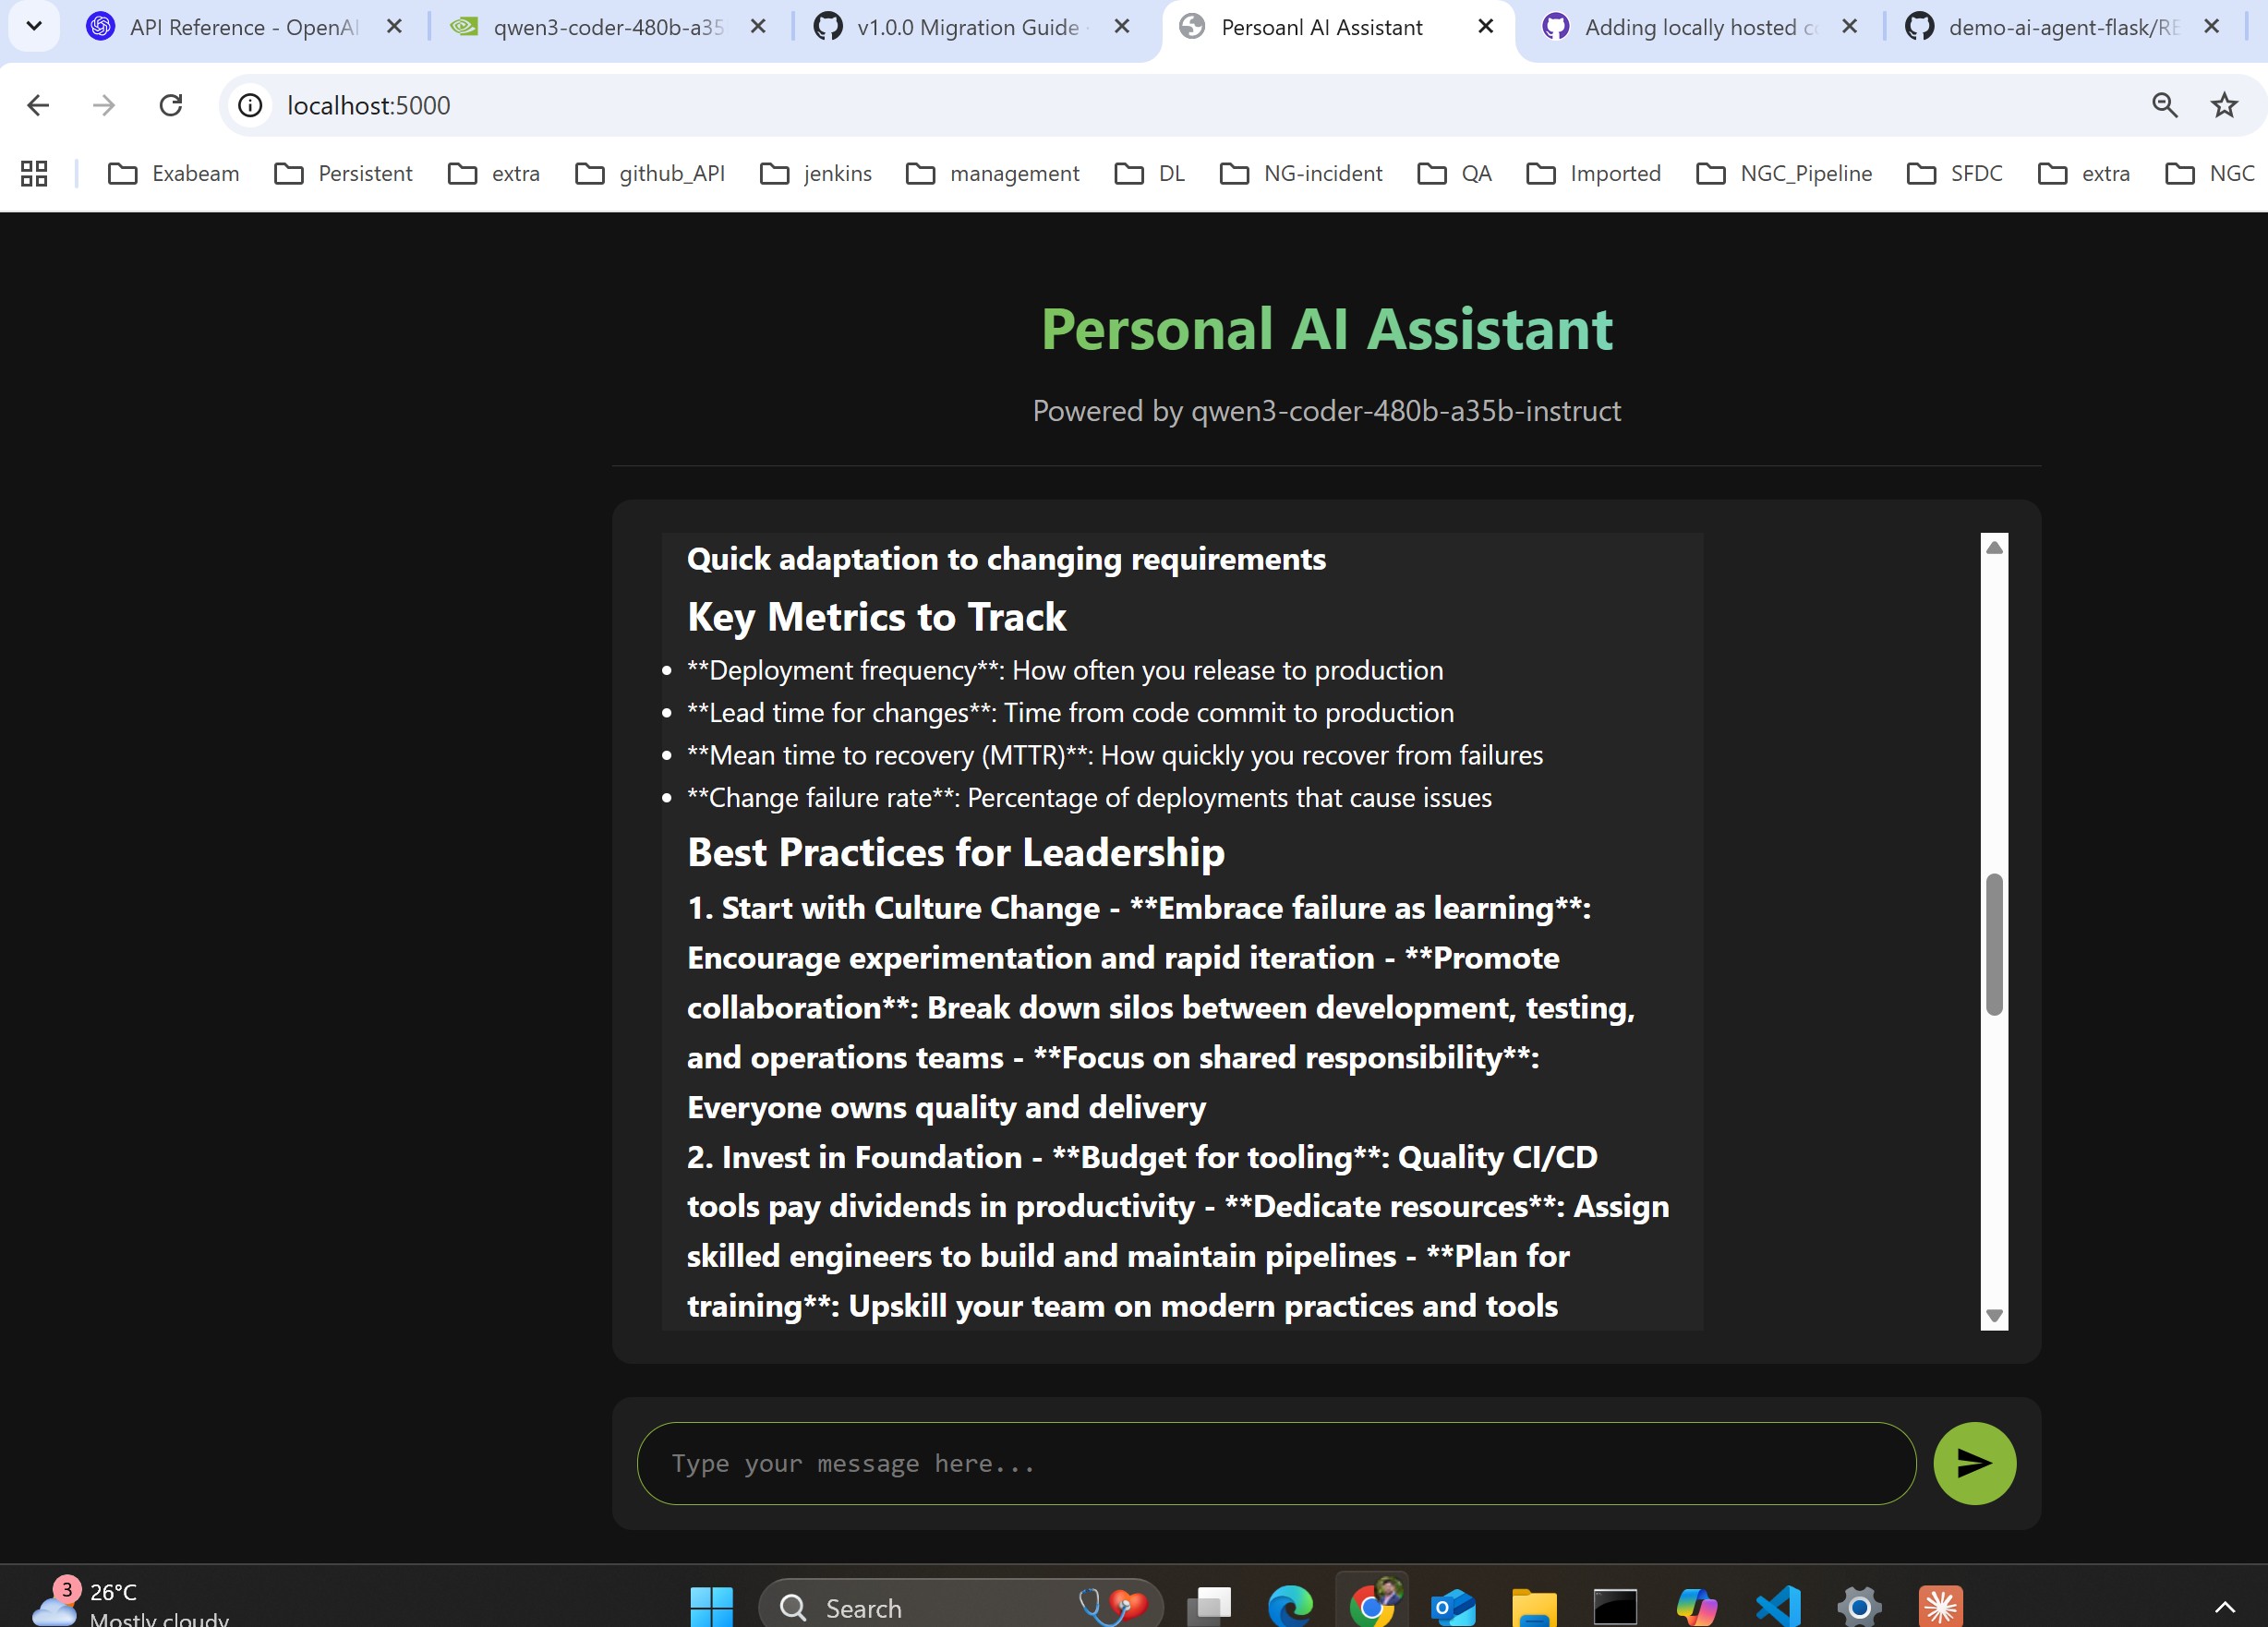 API Reference - OpenAI
qwen3-coder-480b-a35
v1.0.0 Migration Guide
Persoanl AI Assistant
Adding locally hosted
demo-ai-agent-flask/RE
localhost:5000
Exabeam
Persistent
extra
github_API
jenkins
management
DL
NG-incident
QA
Imported
NGC_Pipeline
SFDC
extra
NGC
Personal AI Assistant
Powered by qwen3-coder-480b-a35b-instruct
Quick adaptation to changing requirements
Key Metrics to Track
• **Deployment frequency**: How often you release to production
• **Lead time for changes**: Time from code commit to production
• **Mean time to recovery (MTTR)**: How quickly you recover from failures
• **Change failure rate**: Percentage of deployments that cause issues
Best Practices for Leadership
1. Start with Culture Change - **Embrace failure as learning**:
Encourage experimentation and rapid iteration - **Promote
collaboration**: Break down silos between development, testing,
and operations teams - **Focus on shared responsibility**:
Everyone owns quality and delivery
2. Invest in Foundation - **Budget for tooling**: Quality CI/CD
tools pay dividends in productivity - **Dedicate resources**: Assign
skilled engineers to build and maintain pipelines - **Plan for
training**: Upskill your team on modern practices and tools
Type your message here...
3
26°C
Mostly cloudy
Search